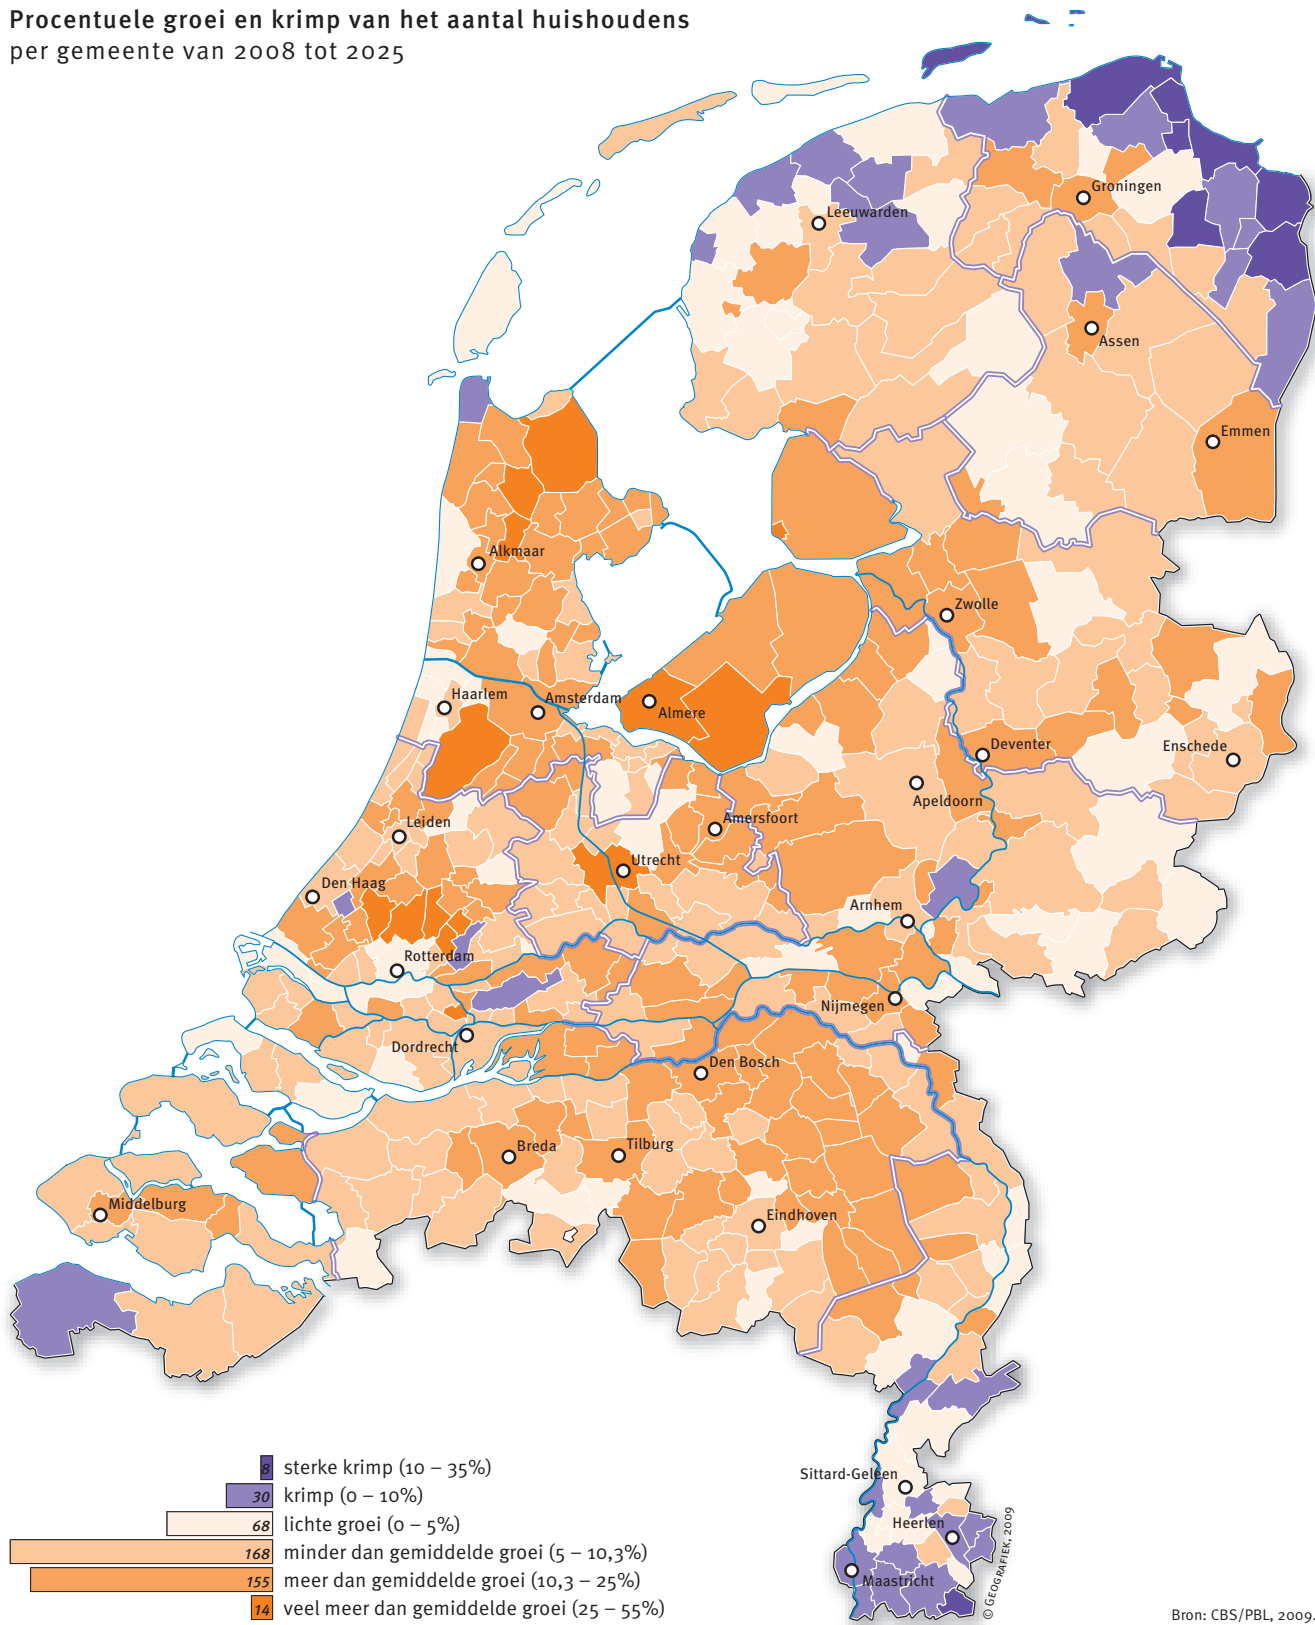 Procentuele groei en krimp van het aantal huishoudens
per gemeente van 2008 tot 2025
Groningen
Leeuwarden
Assen
Emmen
Alkmaar
Zwolle
Haarlem
Amsterdam
Almere
Deventer
Enschede
Apeldoorn
Leiden
Amersfoort
Utrecht
Den Haag
Arnhem
Rotterdam
Nijmegen
Dordrecht
Den Bosch
Breda
Tilburg
Middelburg
Eindhoven
Sittard-Geleen
Heerlen
Maastricht
8 sterke krimp (10 – 35%)
30 krimp (0 – 10%)
68 lichte groei (0 – 5%)
168 minder dan gemiddelde groei (5 – 10,3%)
155 meer dan gemiddelde groei (10,3 – 25%)
14 veel meer dan gemiddelde groei (25 – 55%)
© GEOGRAFIEK, 2009
Bron: CBS/PBL, 2009.